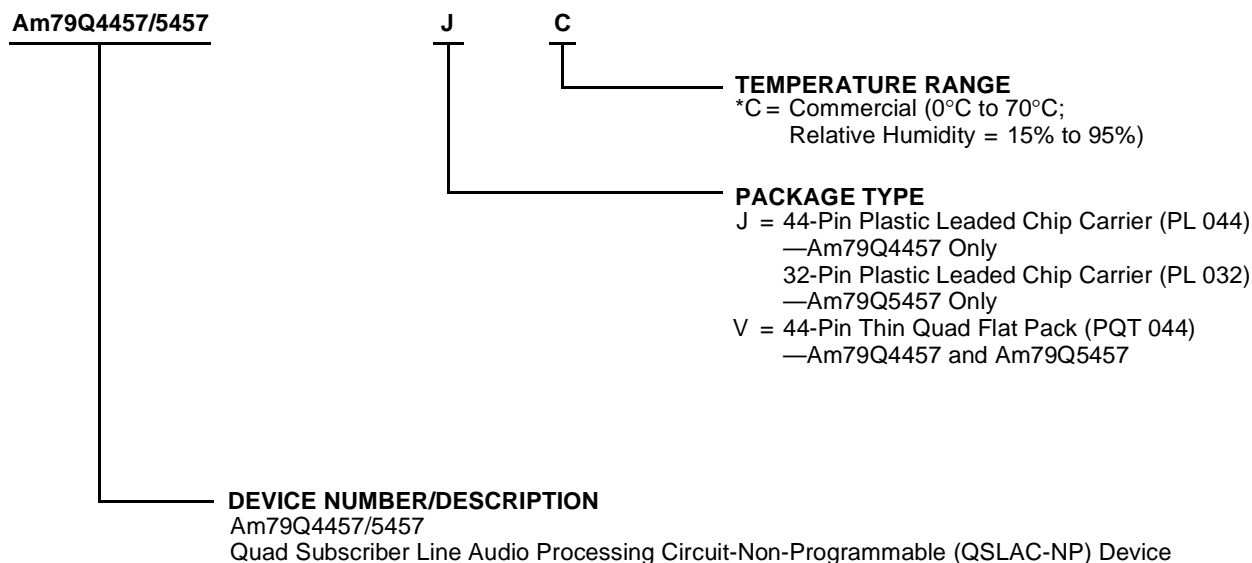 Am79Q4457/5457 J C
TEMPERATURE RANGE
*C = Commercial (0°C to 70°C;
Relative Humidity = 15% to 95%)
PACKAGE TYPE
J = 44-Pin Plastic Leaded Chip Carrier (PL 044)
—Am79Q4457 Only
32-Pin Plastic Leaded Chip Carrier (PL 032)
—Am79Q5457 Only
V = 44-Pin Thin Quad Flat Pack (PQT 044)
—Am79Q4457 and Am79Q5457
DEVICE NUMBER/DESCRIPTION
Am79Q4457/5457
Quad Subscriber Line Audio Processing Circuit-Non-Programmable (QSLAC-NP) Device